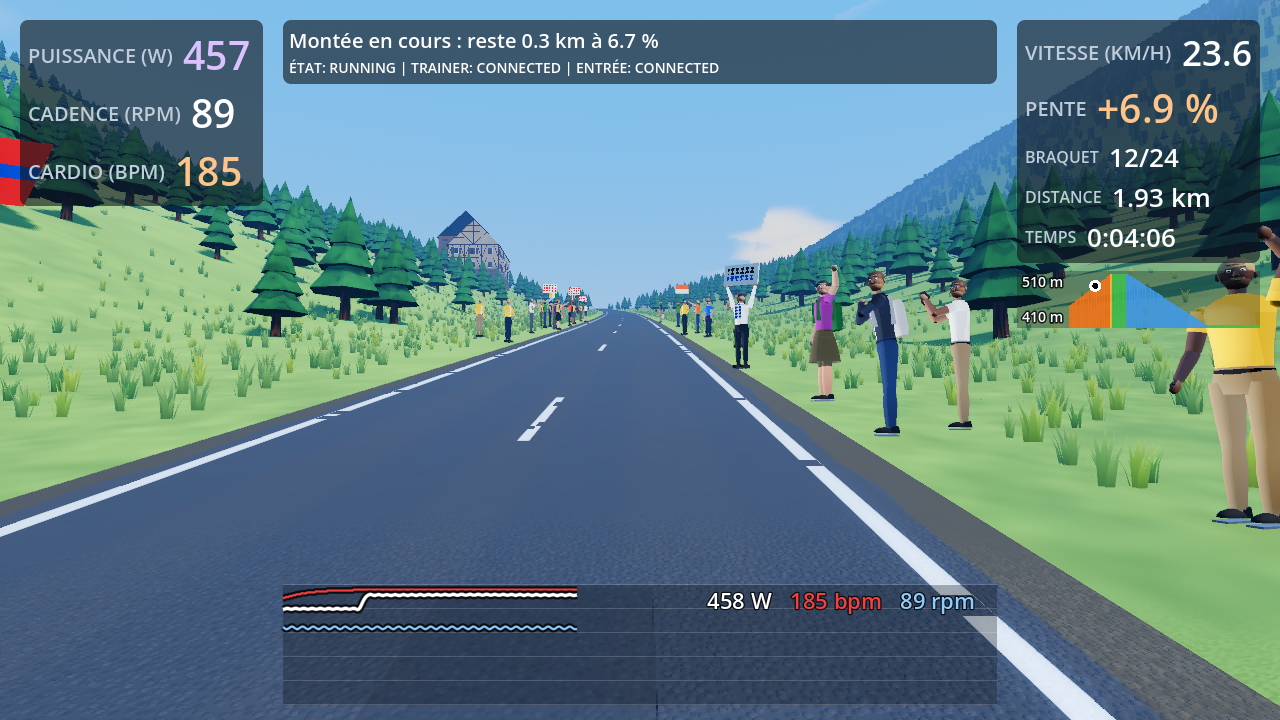 PUISSANCE (W) 457
CADENCE (RPM) 89
CARDIO (BPM) 185
Montée en cours : reste 0.3 km à 6.7 %
ÉTAT: RUNNING | TRAINER: CONNECTED | ENTRÉE: CONNECTED
VITESSE (KM/H) 23.6
PENTE +6.9 %
BRAQUET 12/24
DISTANCE 1.93 km
TEMPS 0:04:06
510 m
410 m
458 W 185 bpm 89 rpm